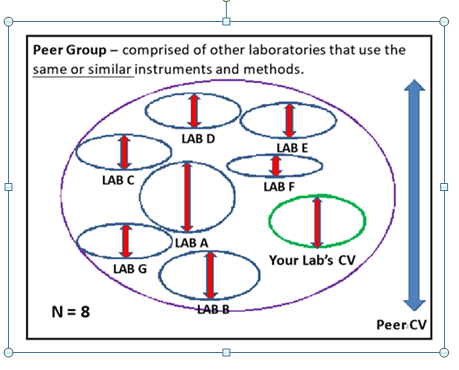 Peer Group – comprised of other laboratories that use the
same or similar instruments and methods.
LAB D
LAB E
LAB C
LAB F
LAB A
Your Lab's CV
LAB G
LAB B
N = 8
Peer CV